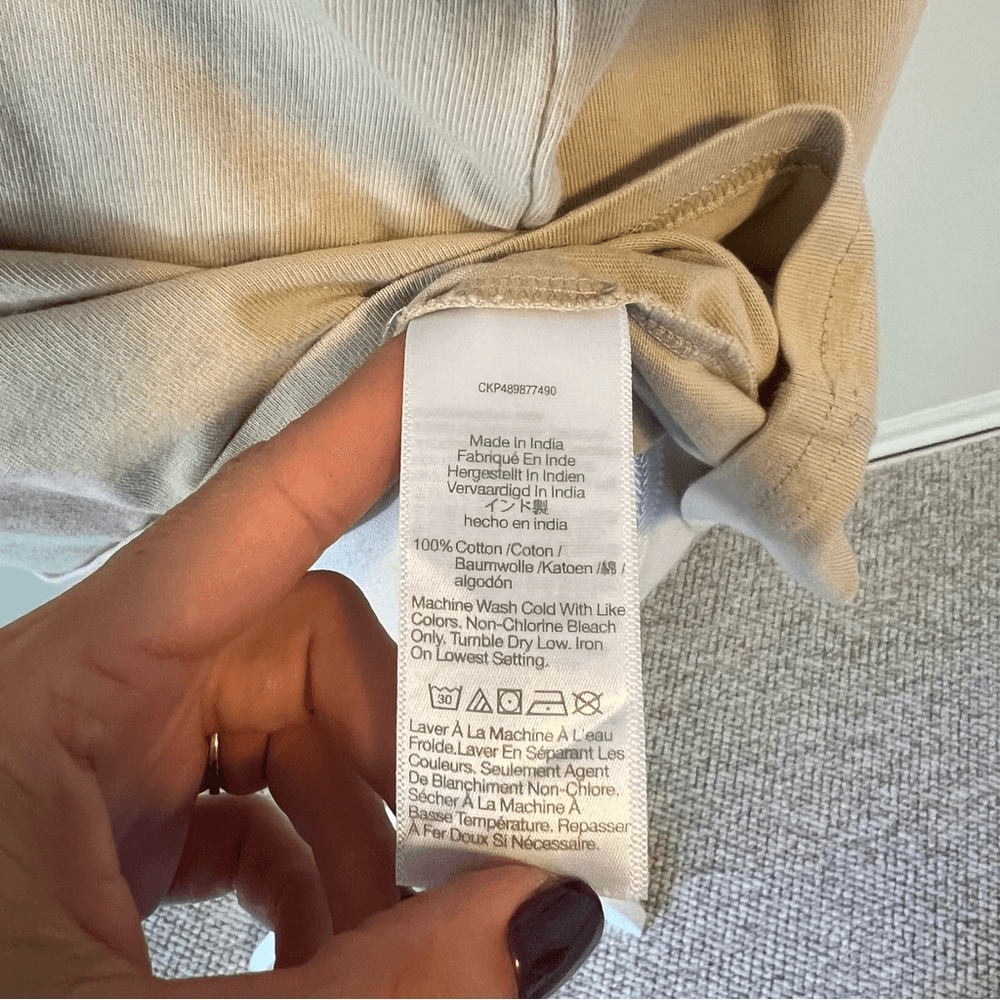 CKP489877490
Made In India
Fabriqué En Inde
Hergestellt In Indien
Vervaardigd In India
インド製
hecho en india
100% Cotton /Coton /
Baumwolle /Katoen /綿 /
algodón
Machine Wash Cold With Like
Colors. Non-Chlorine Bleach
Only. Tumble Dry Low. Iron
On Lowest Setting.
30
Laver À La Machine À L'eau
Froide.Laver En Séparant Les
Couleurs. Seulement Agent
De Blanchiment Non-Chlore.
Sécher À La Machine À
Basse Température. Repasser
À Fer Doux Si Nécessaire.